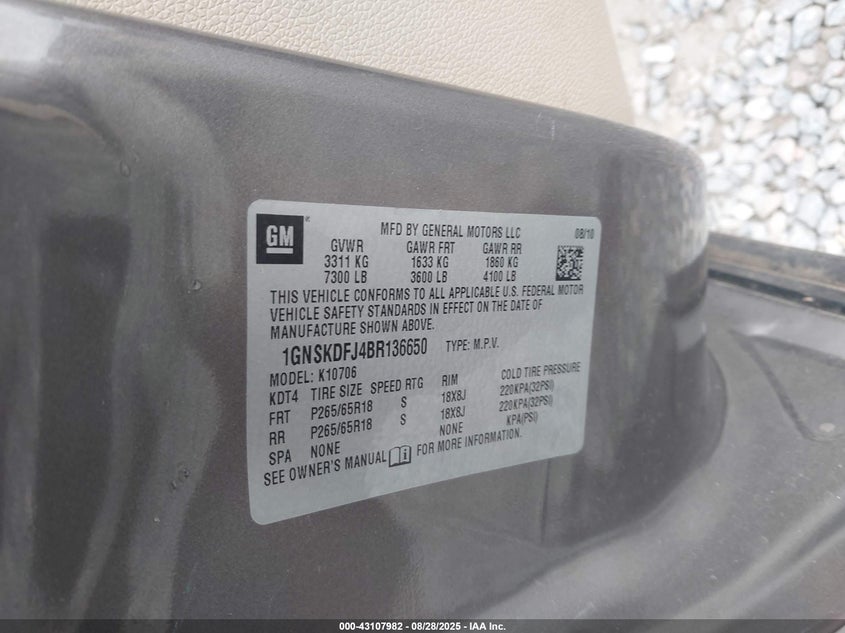 GM
MFD BY GENERAL MOTORS LLC 08/10
GVWR GAWR FRT GAWR RR
3311 KG 1633 KG 1860 KG
7300 LB 3600 LB 4100 LB
THIS VEHICLE CONFORMS TO ALL APPLICABLE U.S. FEDERAL MOTOR
VEHICLE SAFETY STANDARDS IN EFFECT ON THE DATE OF
MANUFACTURE SHOWN ABOVE.
1GNSKDFJ4BR136650 TYPE: M.P.V.
MODEL: K10706
KDT4 TIRE SIZE SPEED RTG RIM COLD TIRE PRESSURE
FRT P265/65R18 S 18X8J 220KPA(32PSI)
RR P265/65R18 S 18X8J 220KPA(32PSI)
SPA NONE NONE KPA(PSI)
SEE OWNER'S MANUAL FOR MORE INFORMATION.
000-43107982 | 08/28/2025 - IAA Inc.